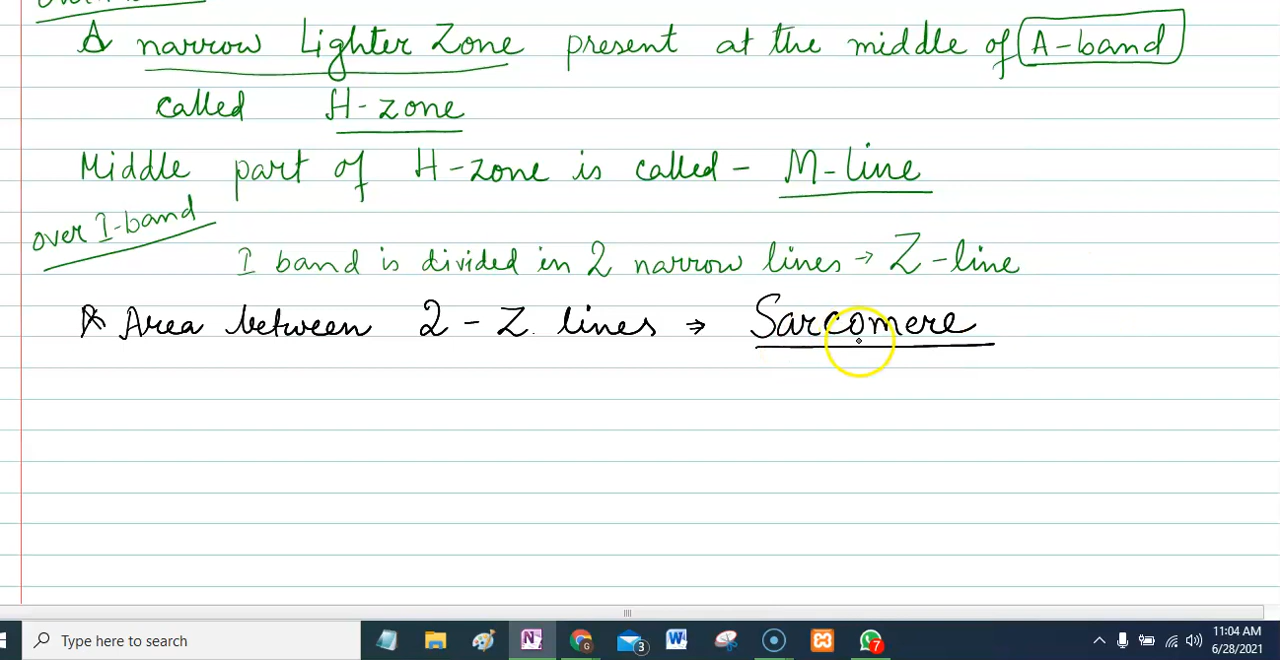 A narrow Lighter Zone present at the middle of A-band
called H-zone
Middle part of H-zone is called - M-line
over I-band
I band is divided in 2 narrow lines → Z-line
Area between 2 - Z. lines ⇒ Sarcomere
Type here to search
3
7
11:04 AM
6/28/2021